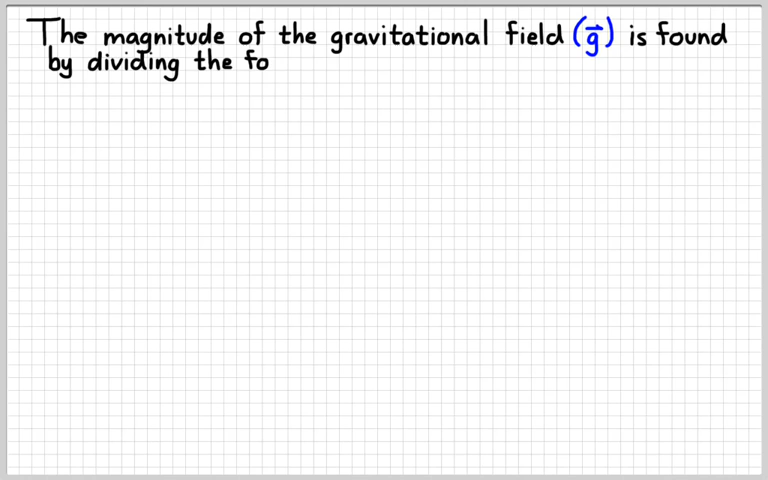 The magnitude of the gravitational field (g⃗) is found
by dividing the fo